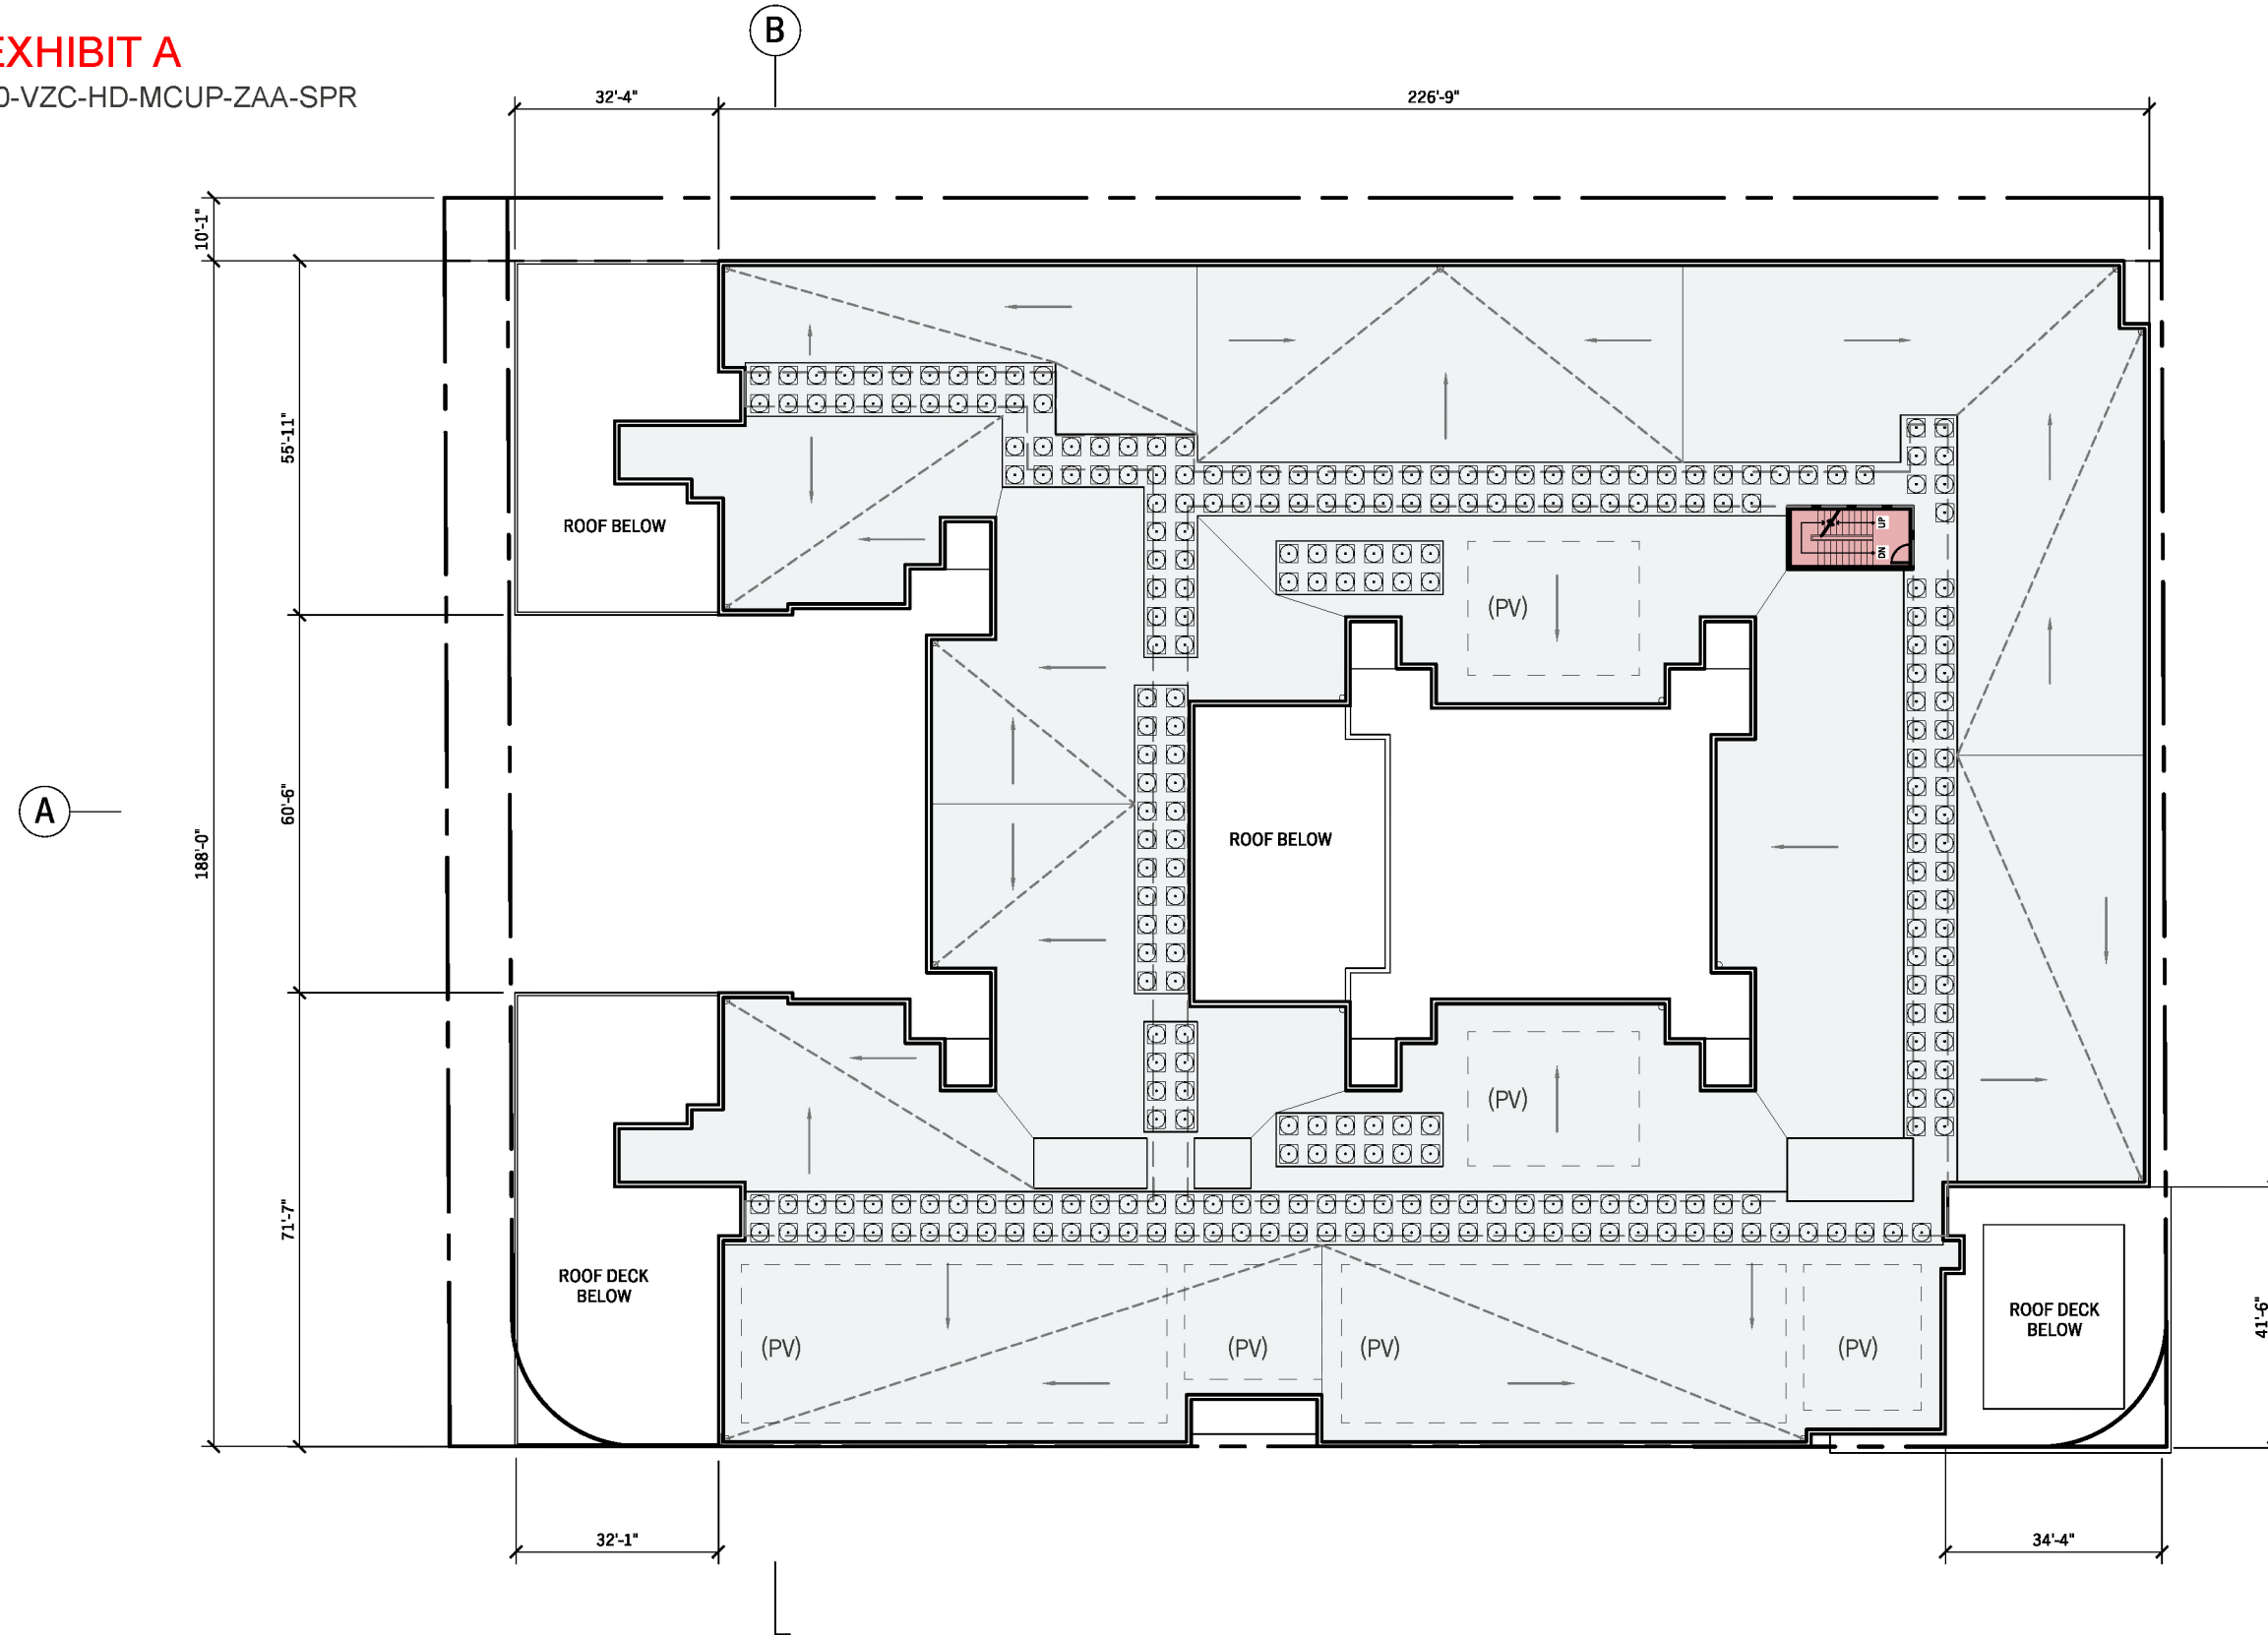 B
EXHIBIT A
0-VZC-HD-MCUP-ZAA-SPR
32'-4"
226'-9"
10'-1"
55'-11"
ROOF BELOW
UP
DN
(PV)
60'-6"
188'-0"
A
ROOF BELOW
(PV)
71'-7"
ROOF DECK
BELOW
(PV)
(PV)
(PV)
(PV)
ROOF DECK
BELOW
41'-6"
32'-1"
34'-4"